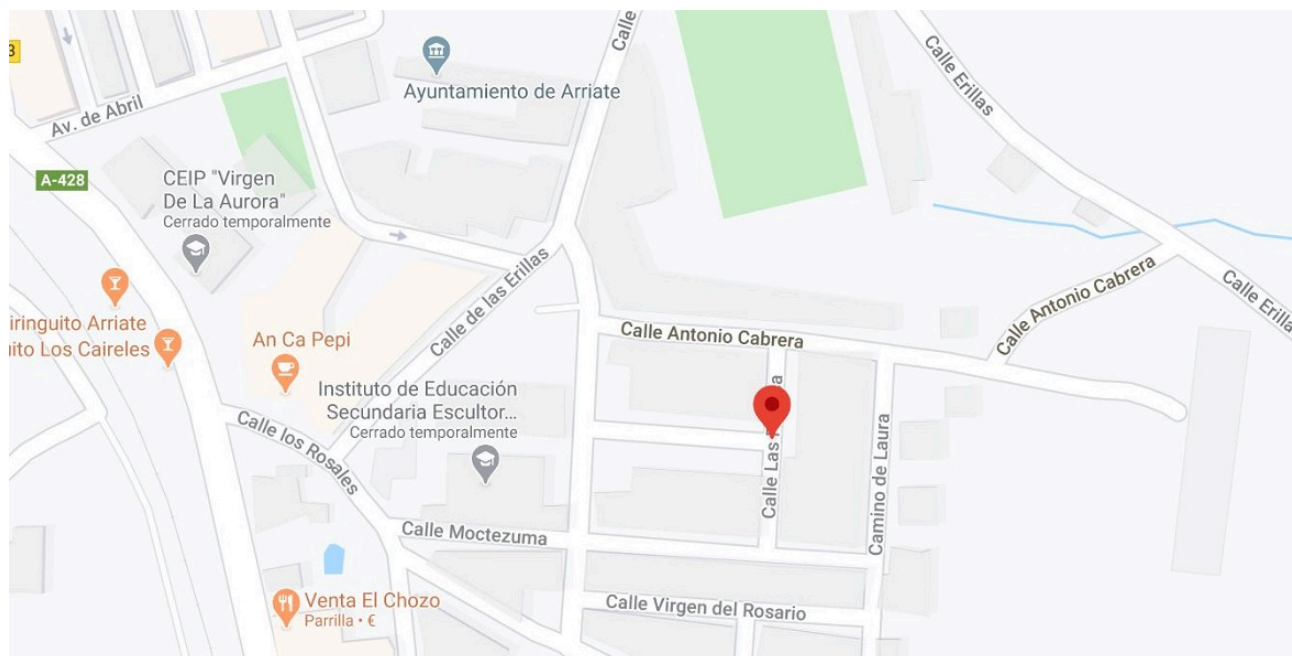 3
Calle
Ayuntamiento de Arriate
Av. de Abril
Calle Erillas
A-428
CEIP "Virgen
De La Aurora"
Cerrado temporalmente
Calle de las Erillas
Calle Antonio Cabrera
Calle Erilla
iringuito Arriate
uito Los Caireles
An Ca Pepi
Calle Antonio Cabrera
Instituto de Educación
Secundaria Escultor...
Cerrado temporalmente
Calle los Rosales
Calle Las
Camino de Laura
Calle Moctezuma
Venta El Chozo
Parrilla • €
Calle Virgen del Rosario